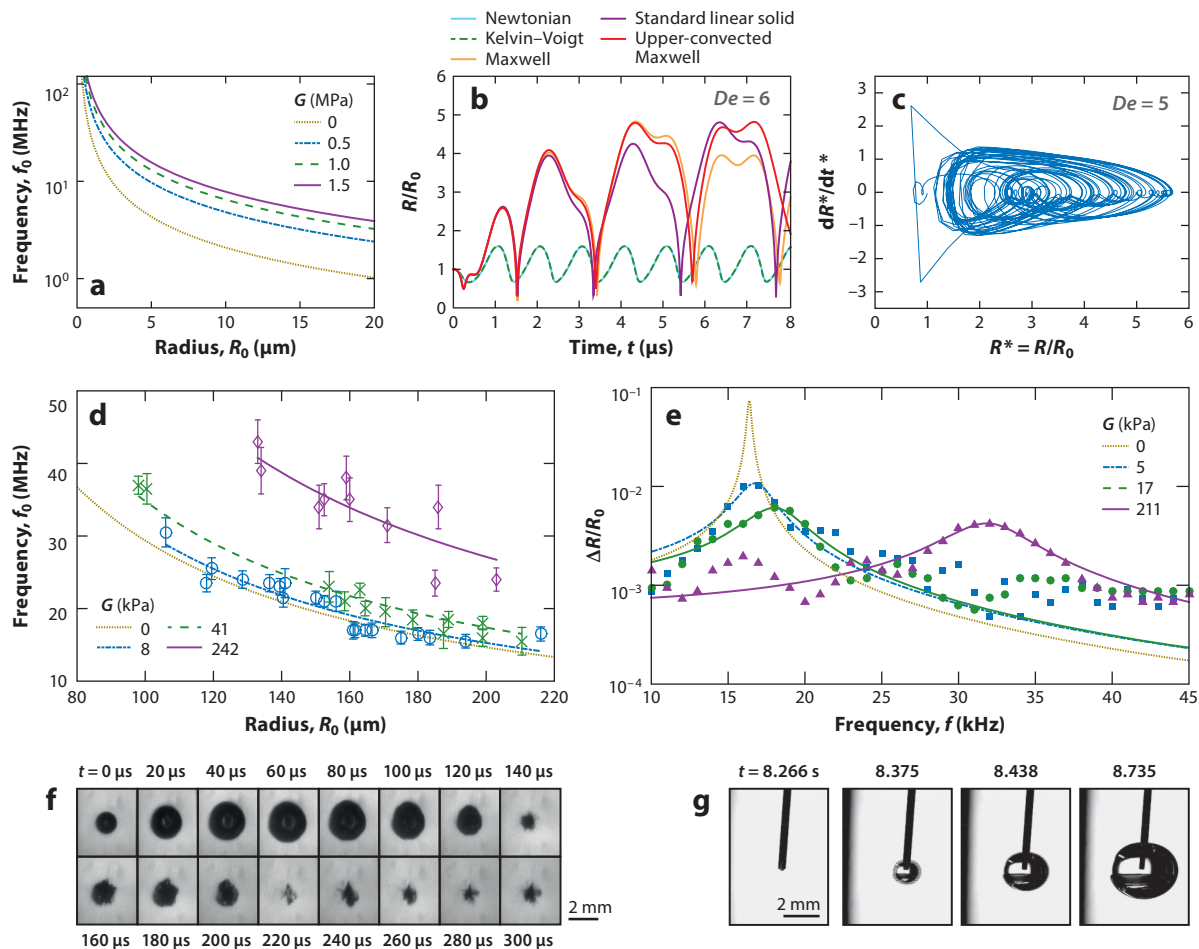 Newtonian
Kelvin–Voigt
Maxwell
Standard linear solid
Upper-convected
Maxwell
a
Frequency, f₀ (MHz)
10²
10¹
10⁰
G (MPa)
0
0.5
1.0
1.5
0 5 10 15 20
Radius, R₀ (μm)
b
De = 6
R/R₀
6
5
4
3
2
1
0
0 1 2 3 4 5 6 7 8
Time, t (μs)
c
De = 5
dR*/dt*
3
2
1
0
−1
−2
−3
0 1 2 3 4 5 6
R* = R/R₀
d
Frequency, f₀ (MHz)
50
40
30
20
10
G (kPa)
0
8
41
242
80 100 120 140 160 180 200 220
Radius, R₀ (μm)
e
ΔR/R₀
10⁻¹
10⁻²
10⁻³
10⁻⁴
G (kPa)
0
5
17
211
10 15 20 25 30 35 40 45
Frequency, f (kHz)
f
t = 0 μs 20 μs 40 μs 60 μs 80 μs 100 μs 120 μs 140 μs
160 μs 180 μs 200 μs 220 μs 240 μs 260 μs 280 μs 300 μs
2 mm
g
t = 8.266 s 8.375 8.438 8.735
2 mm